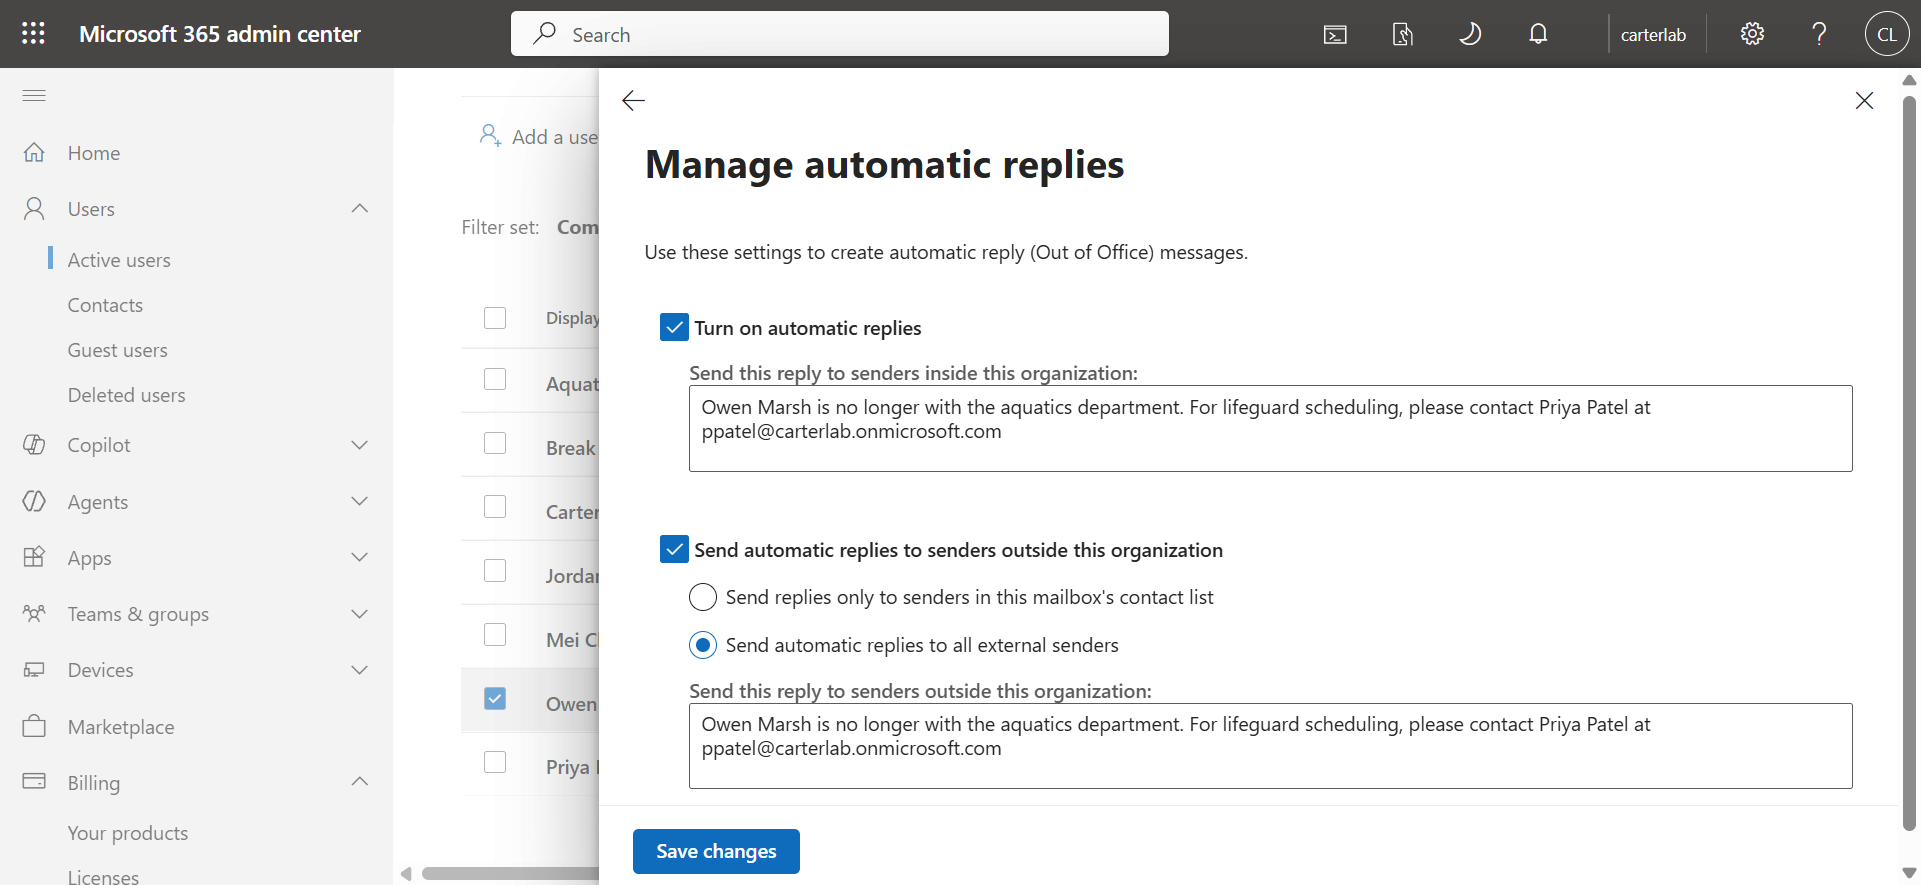 Microsoft 365 admin center
Search
carterlab
CL
Home
Users
Active users
Contacts
Guest users
Deleted users
Copilot
Agents
Apps
Teams & groups
Devices
Marketplace
Billing
Your products
Licenses
Add a use
Filter set: Com
Display
Aquat
Break
Carter
Jordan
Mei C
Owen
Priya
Manage automatic replies
Use these settings to create automatic reply (Out of Office) messages.
Turn on automatic replies
Send this reply to senders inside this organization:
Owen Marsh is no longer with the aquatics department. For lifeguard scheduling, please contact Priya Patel at
ppatel@carterlab.onmicrosoft.com
Send automatic replies to senders outside this organization
Send replies only to senders in this mailbox's contact list
Send automatic replies to all external senders
Send this reply to senders outside this organization:
Owen Marsh is no longer with the aquatics department. For lifeguard scheduling, please contact Priya Patel at
ppatel@carterlab.onmicrosoft.com
Save changes